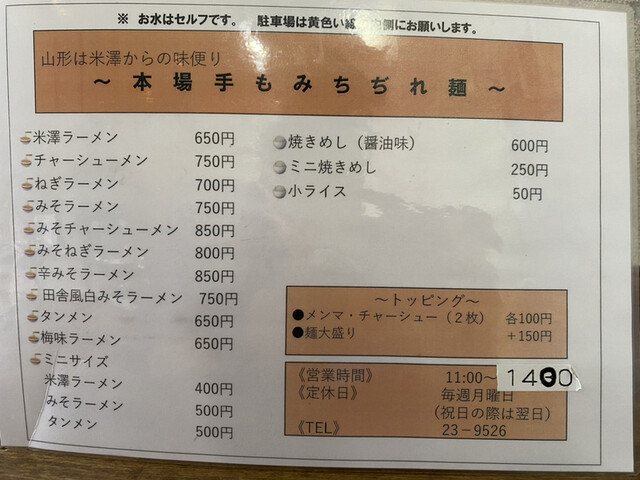 ※ お水はセルフです。 駐車場は黄色い線の内側にお願いします。
山形は米澤からの味便り
～本場手もみちぢれ麺～
米澤ラーメン 650円
チャーシューメン 750円
ねぎラーメン 700円
みそラーメン 750円
みそチャーシューメン 850円
みそねぎラーメン 800円
辛みそラーメン 850円
田舎風白みそラーメン 750円
タンメン 650円
梅味ラーメン 650円
ミニサイズ
米澤ラーメン 400円
みそラーメン 500円
タンメン 500円
焼きめし（醤油味） 600円
ミニ焼きめし 250円
小ライス 50円
～トッピング～
●メンマ・チャーシュー（２枚） 各100円
●麺大盛り ＋150円
《営業時間》 11:00～1400
《定休日》 毎週月曜日
（祝日の際は翌日）
《TEL》 23－9526